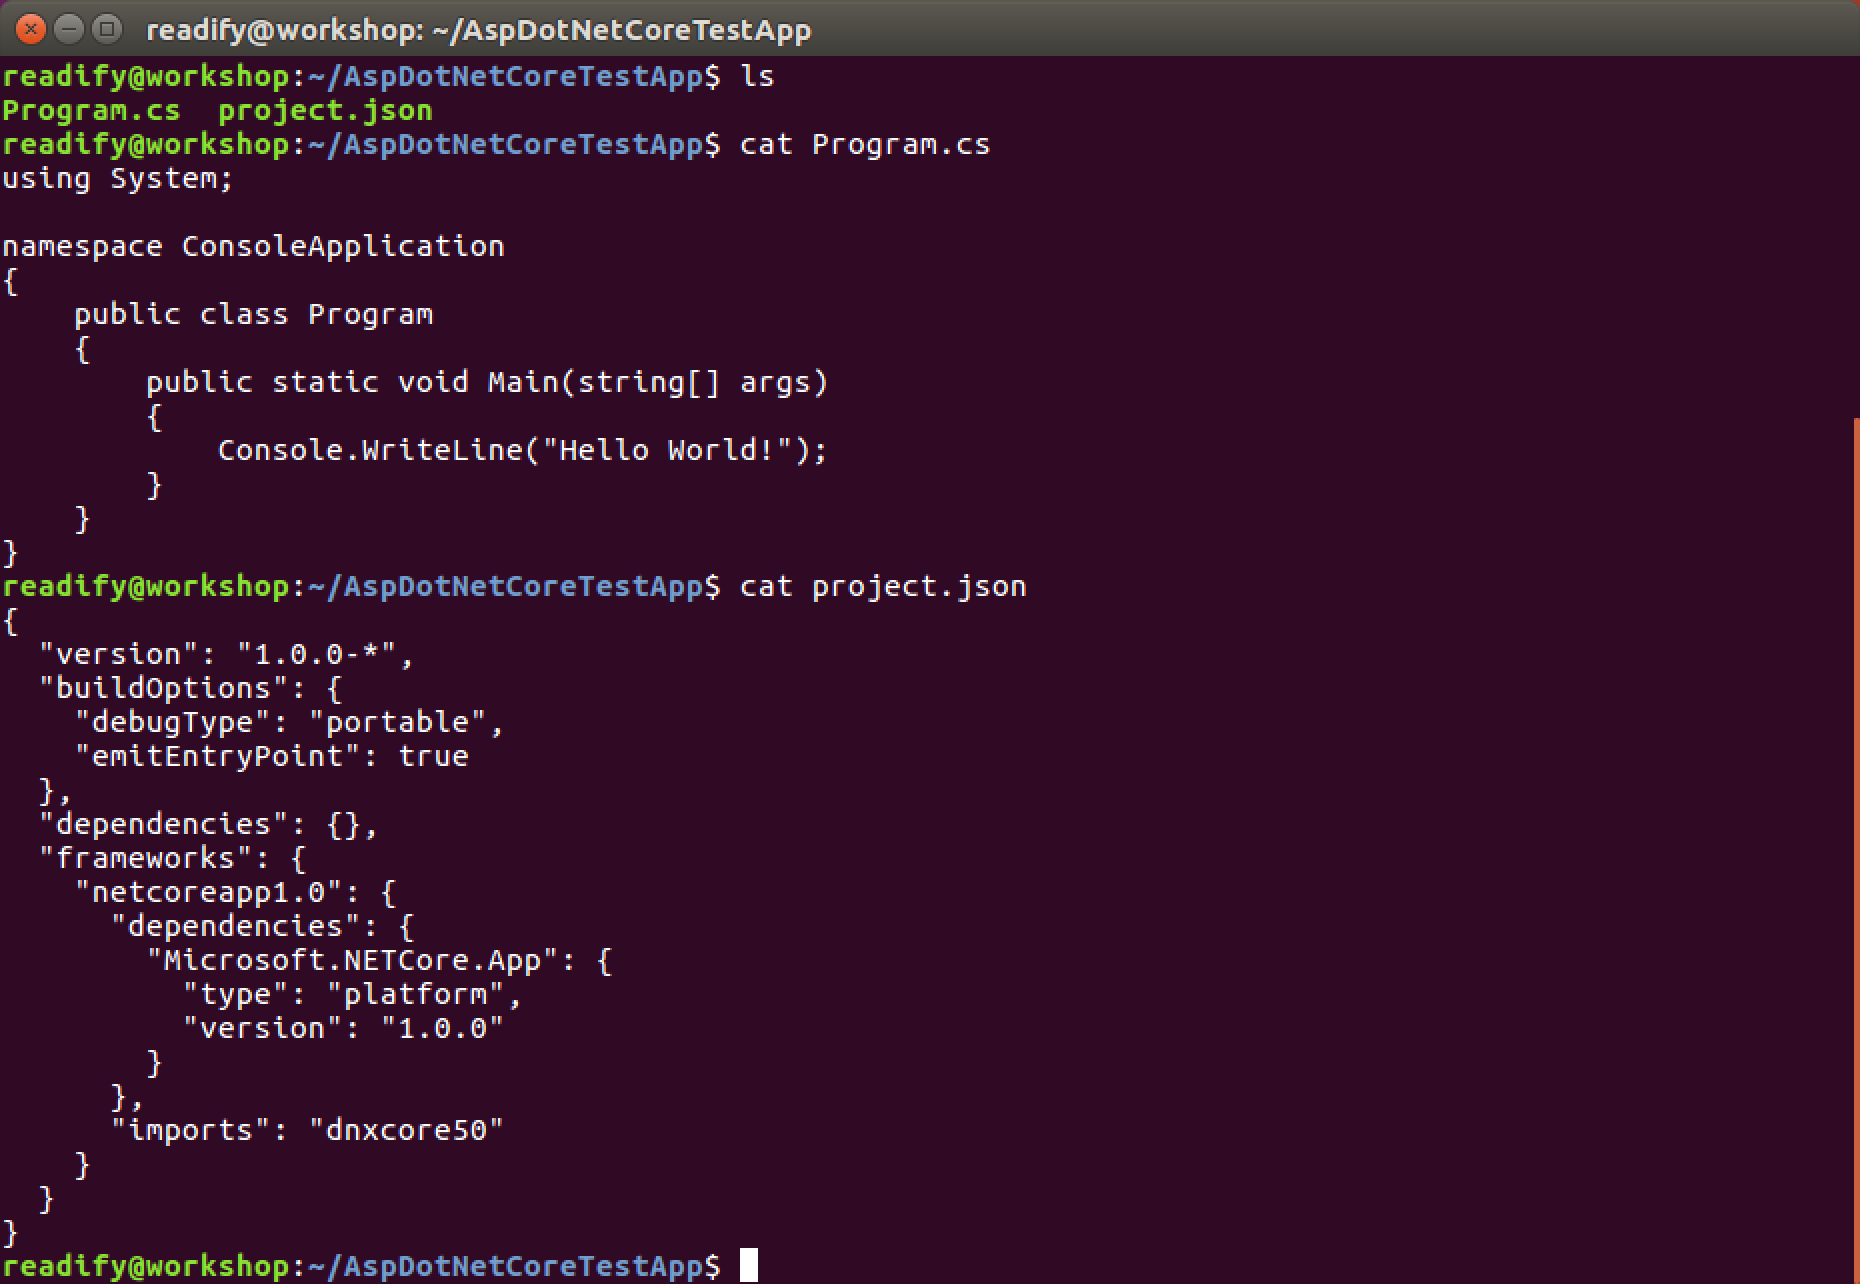 readify@workshop: ~/AspDotNetCoreTestApp
readify@workshop:~/AspDotNetCoreTestApp$ ls
Program.cs  project.json
readify@workshop:~/AspDotNetCoreTestApp$ cat Program.cs
using System;

namespace ConsoleApplication
{
    public class Program
    {
        public static void Main(string[] args)
        {
            Console.WriteLine("Hello World!");
        }
    }
}
readify@workshop:~/AspDotNetCoreTestApp$ cat project.json
{
  "version": "1.0.0-*",
  "buildOptions": {
    "debugType": "portable",
    "emitEntryPoint": true
  },
  "dependencies": {},
  "frameworks": {
    "netcoreapp1.0": {
      "dependencies": {
        "Microsoft.NETCore.App": {
          "type": "platform",
          "version": "1.0.0"
        }
      },
      "imports": "dnxcore50"
    }
  }
}
readify@workshop:~/AspDotNetCoreTestApp$